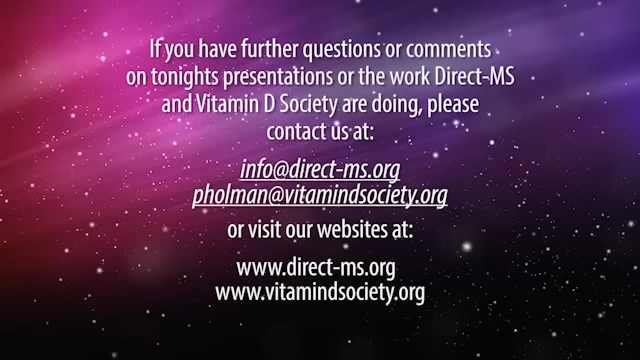 If you have further questions or comments
on tonights presentations or the work Direct-MS
and Vitamin D Society are doing, please
contact us at:
info@direct-ms.org
pholman@vitamindsociety.org
or visit our websites at:
www.direct-ms.org
www.vitamindsociety.org